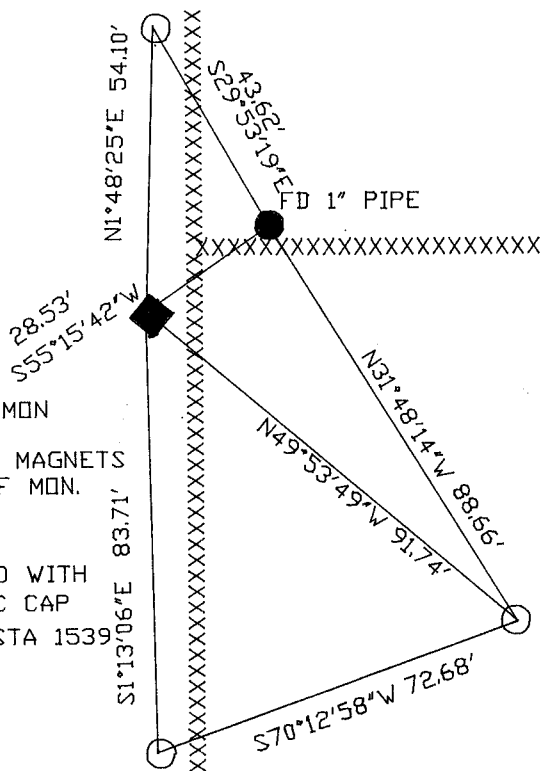 N1°48'25"E 54.10'
43.62'
S29°53'19"E
FD 1" PIPE
28.53'
S55°15'42"W
MON
MAGNETS
F MON.
D WITH
C CAP
STA 1539
N31°48'14"W 88.66'
N49°53'49"W 91.74'
S1°13'06"E 83.71'
S70°12'58"W 72.68'
XXXXXXXXXXXXXXXXXXXXXXXXXX